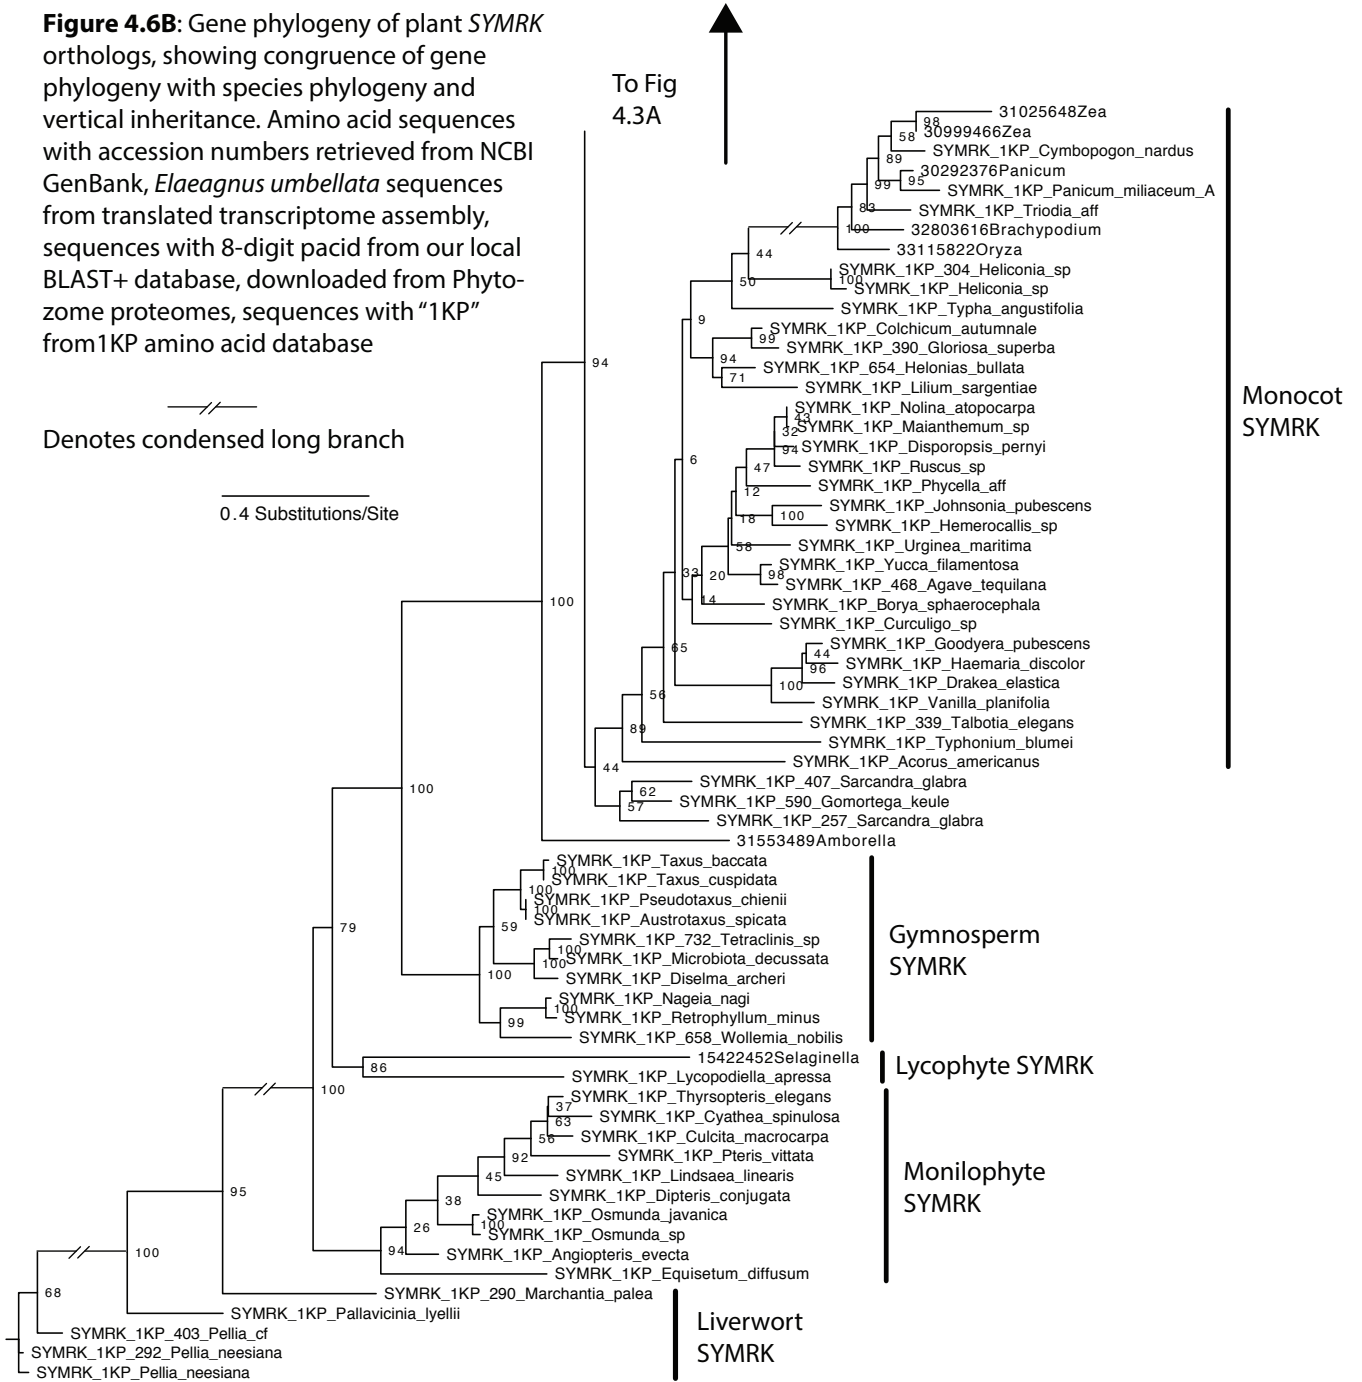 Figure 4.6B: Gene phylogeny of plant SYMRK
orthologs, showing congruence of gene
phylogeny with species phylogeny and
vertical inheritance. Amino acid sequences
with accession numbers retrieved from NCBI
GenBank, Elaeagnus umbellata sequences
from translated transcriptome assembly,
sequences with 8-digit pacid from our local
BLAST+ database, downloaded from Phyto-
zome proteomes, sequences with "1KP"
from1KP amino acid database
Denotes condensed long branch
0.4 Substitutions/Site
To Fig
4.3A
31025648Zea
98
30999466Zea
58
SYMRK_1KP_Cymbopogon_nardus
89
30292376Panicum
95
99
SYMRK_1KP_Panicum_miliaceum_A
83
SYMRK_1KP_Triodia_aff
100
32803616Brachypodium
33115822Oryza
44
SYMRK_1KP_304_Heliconia_sp
100
50
SYMRK_1KP_Heliconia_sp
SYMRK_1KP_Typha_angustifolia
9
SYMRK_1KP_Colchicum_autumnale
99
SYMRK_1KP_390_Gloriosa_superba
94
SYMRK_1KP_654_Helonias_bullata
71
SYMRK_1KP_Lilium_sargentiae
94
SYMRK_1KP_Nolina_atopocarpa
43
SYMRK_1KP_Maianthemum_sp
32
SYMRK_1KP_Disporopsis_pernyi
94
6
47
SYMRK_1KP_Ruscus_sp
SYMRK_1KP_Phycella_aff
12
SYMRK_1KP_Johnsonia_pubescens
100
18
SYMRK_1KP_Hemerocallis_sp
58
SYMRK_1KP_Urginea_maritima
SYMRK_1KP_Yucca_filamentosa
33
20
98
SYMRK_1KP_468_Agave_tequilana
14
SYMRK_1KP_Borya_sphaerocephala
SYMRK_1KP_Curculigo_sp
100
SYMRK_1KP_Goodyera_pubescens
65
44
SYMRK_1KP_Haemaria_discolor
96
SYMRK_1KP_Drakea_elastica
100
56
SYMRK_1KP_Vanilla_planifolia
SYMRK_1KP_339_Talbotia_elegans
89
SYMRK_1KP_Typhonium_blumei
SYMRK_1KP_Acorus_americanus
44
SYMRK_1KP_407_Sarcandra_glabra
62
SYMRK_1KP_590_Gomortega_keule
57
SYMRK_1KP_257_Sarcandra_glabra
31553489Amborella
Monocot
SYMRK
100
SYMRK_1KP_Taxus_baccata
100
SYMRK_1KP_Taxus_cuspidata
100
SYMRK_1KP_Pseudotaxus_chienii
100
SYMRK_1KP_Austrotaxus_spicata
59
SYMRK_1KP_732_Tetraclinis_sp
100
SYMRK_1KP_Microbiota_decussata
100
100
SYMRK_1KP_Diselma_archeri
SYMRK_1KP_Nageia_nagi
100
SYMRK_1KP_Retrophyllum_minus
99
SYMRK_1KP_658_Wollemia_nobilis
Gymnosperm
SYMRK
79
15422452Selaginella
86
SYMRK_1KP_Lycopodiella_apressa
Lycophyte SYMRK
100
SYMRK_1KP_Thyrsopteris_elegans
37
SYMRK_1KP_Cyathea_spinulosa
63
SYMRK_1KP_Culcita_macrocarpa
56
SYMRK_1KP_Pteris_vittata
92
SYMRK_1KP_Lindsaea_linearis
45
SYMRK_1KP_Dipteris_conjugata
38
SYMRK_1KP_Osmunda_javanica
100
26
SYMRK_1KP_Osmunda_sp
94
SYMRK_1KP_Angiopteris_evecta
SYMRK_1KP_Equisetum_diffusum
Monilophyte
SYMRK
95
SYMRK_1KP_290_Marchantia_palea
100
SYMRK_1KP_Pallavicinia_lyellii
68
SYMRK_1KP_403_Pellia_cf
SYMRK_1KP_292_Pellia_neesiana
SYMRK_1KP_Pellia_neesiana
Liverwort
SYMRK